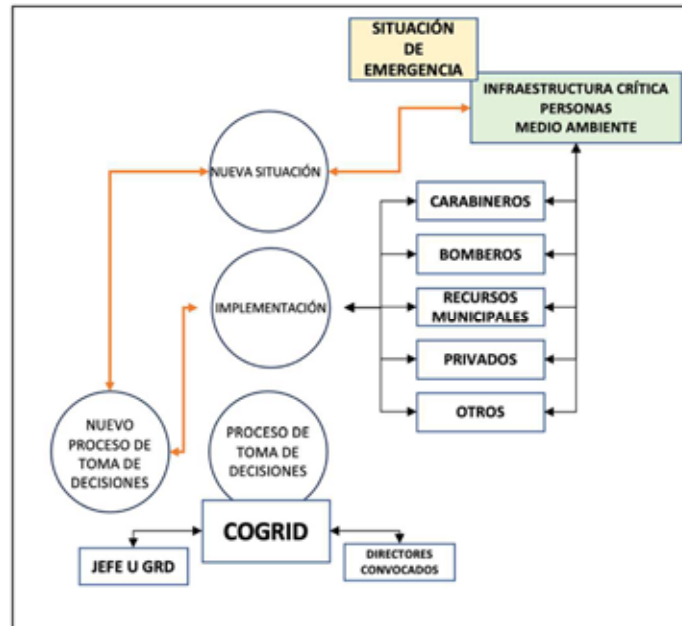 SITUACIÓN
DE
EMERGENCIA
INFRAESTRUCTURA CRÍTICA
PERSONAS
MEDIO AMBIENTE
NUEVA SITUACIÓN
CARABINEROS
BOMBEROS
IMPLEMENTACIÓN
RECURSOS
MUNICIPALES
PRIVADOS
OTROS
NUEVO
PROCESO DE
TOMA DE
DECISIONES
PROCESO DE
TOMA DE
DECISIONES
COGRID
JEFE U GRD
DIRECTORES
CONVOCADOS